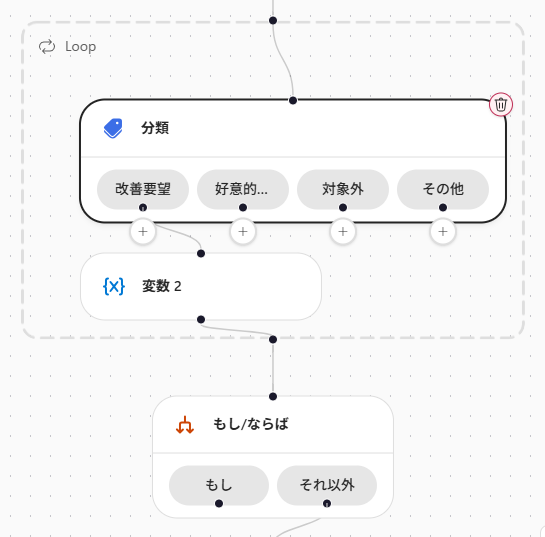 Loop
分類
改善要望
好意的...
対象外
その他
{x} 変数 2
もし/ならば
もし
それ以外